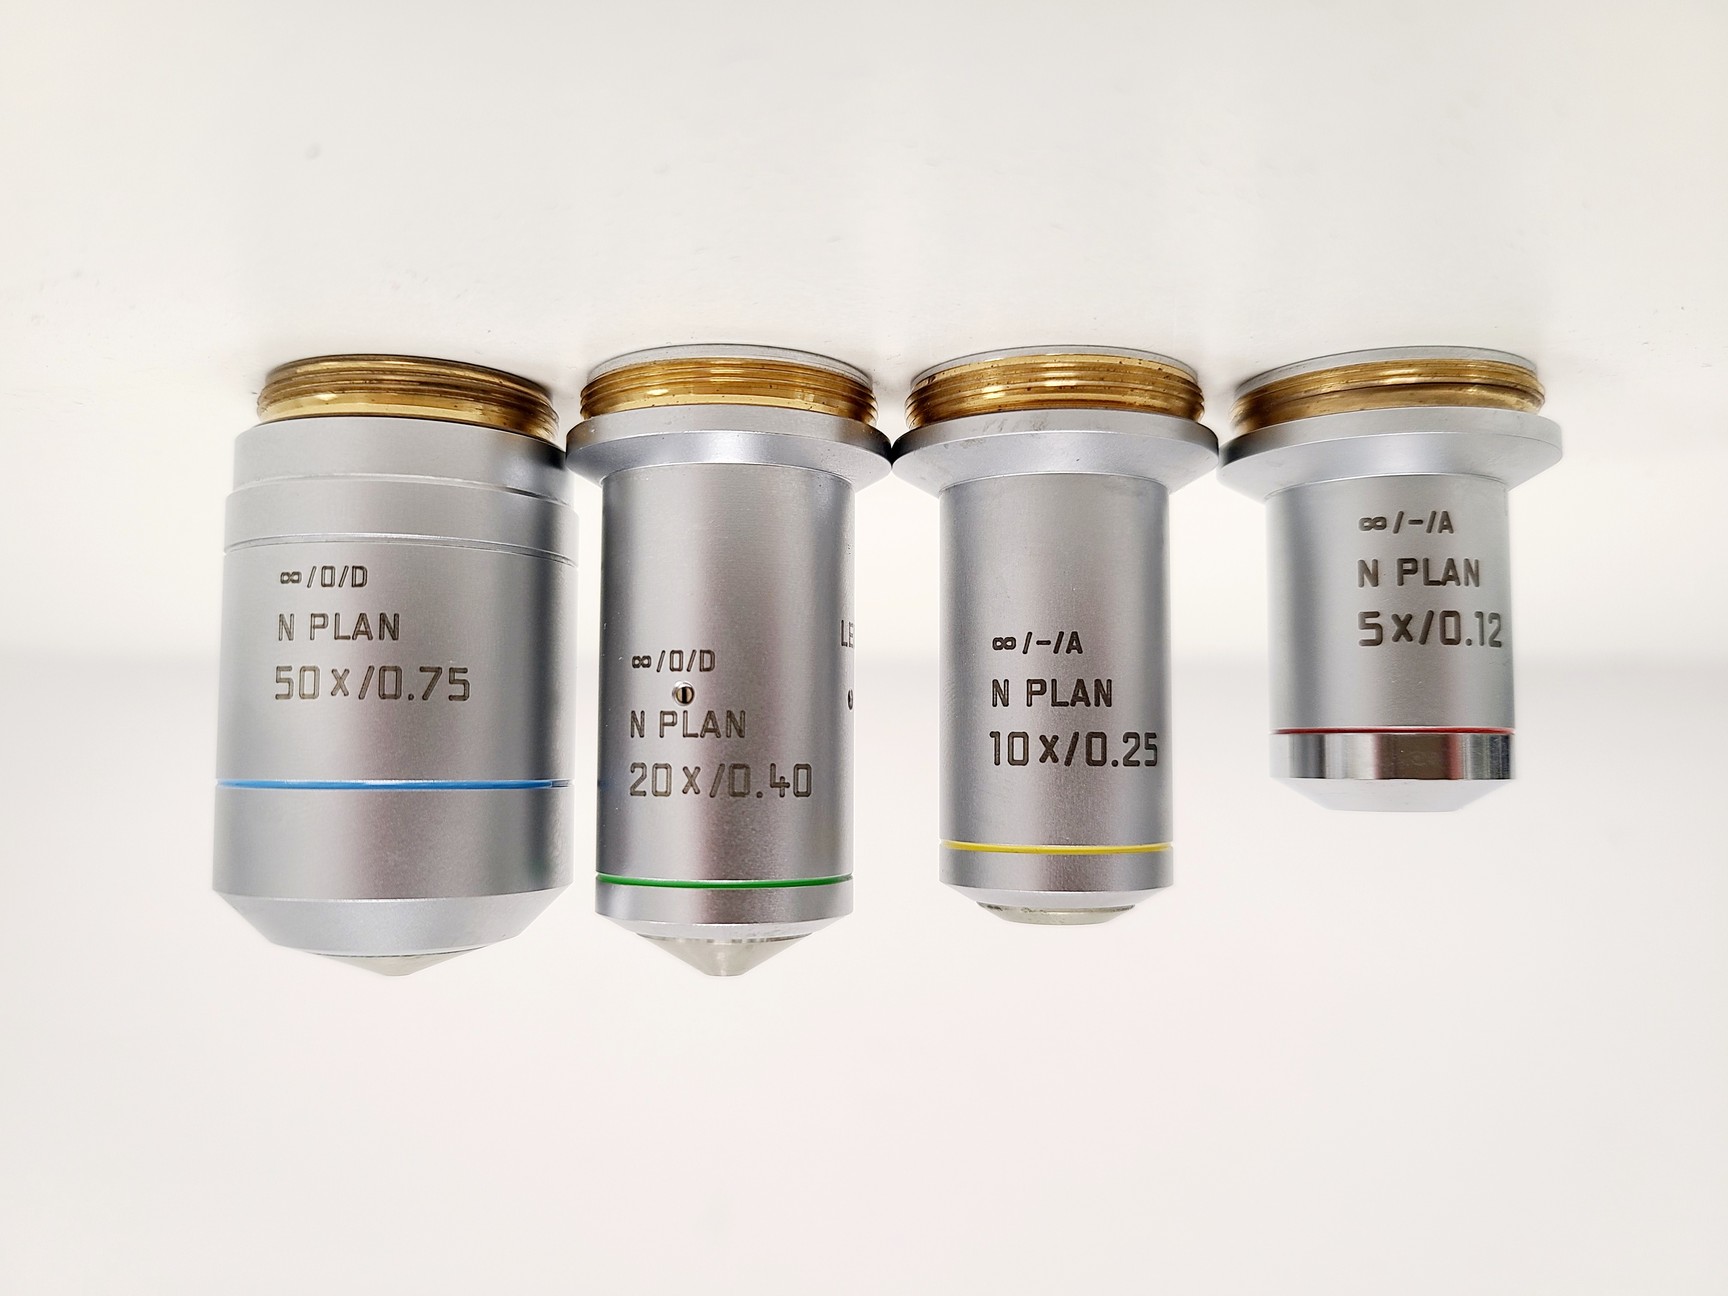 ∞/0/D
N PLAN
50x/0.75
∞/0/D
N PLAN
20x/0.40
∞/-/A
N PLAN
10x/0.25
∞/-/A
N PLAN
5x/0.12